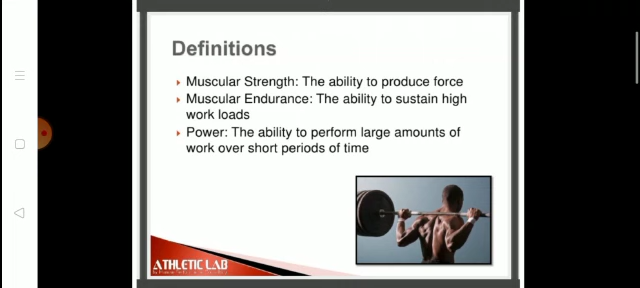 Definitions
Muscular Strength: The ability to produce force
Muscular Endurance: The ability to sustain high
work loads
Power: The ability to perform large amounts of
work over short periods of time
ATHLETIC LAB